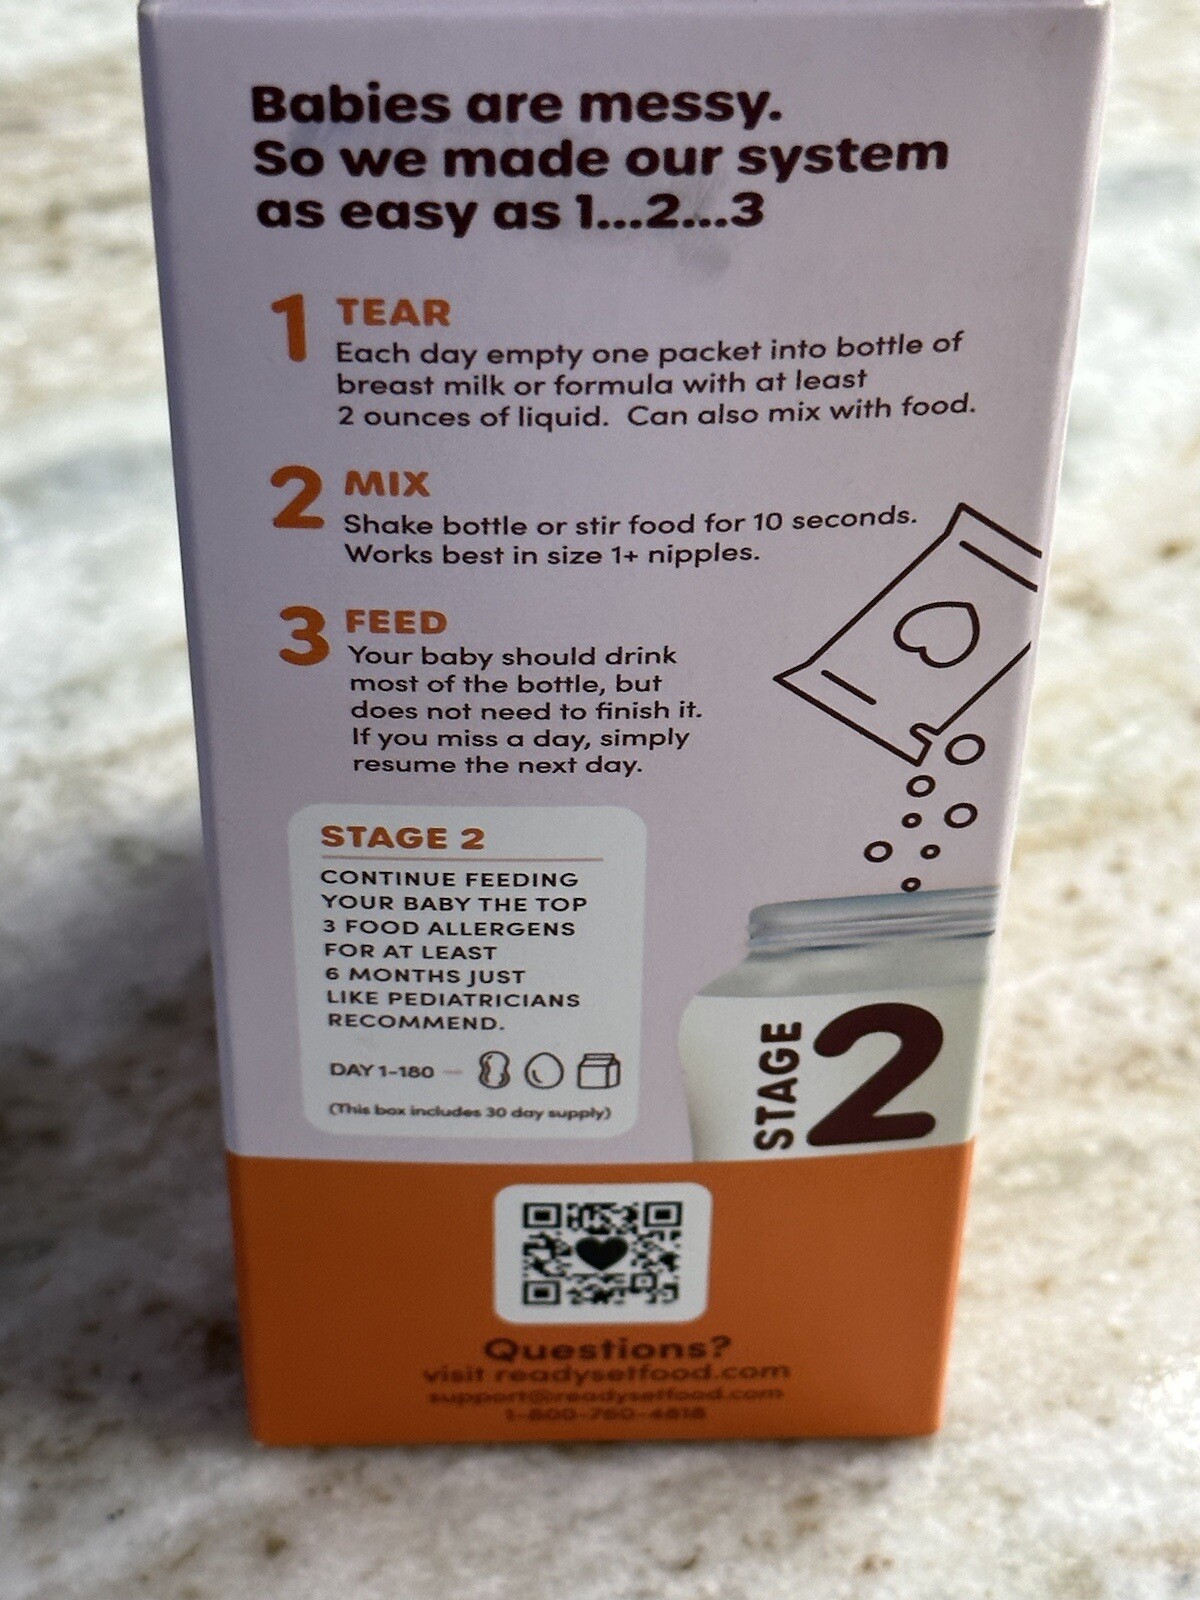 Babies are messy.
So we made our system
as easy as 1...2...3
1 TEAR
Each day empty one packet into bottle of
breast milk or formula with at least
2 ounces of liquid. Can also mix with food.
2 MIX
Shake bottle or stir food for 10 seconds.
Works best in size 1+ nipples.
3 FEED
Your baby should drink
most of the bottle, but
does not need to finish it.
If you miss a day, simply
resume the next day.
STAGE 2
CONTINUE FEEDING
YOUR BABY THE TOP
3 FOOD ALLERGENS
FOR AT LEAST
6 MONTHS JUST
LIKE PEDIATRICIANS
RECOMMEND.
DAY 1-180
(This box includes 30 day supply)
STAGE 2
Questions?
visit readysetfood.com
support@readysetfood.com